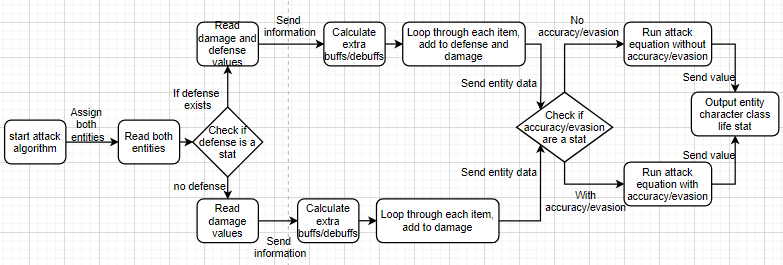 start attack
algorithm
Assign
both
entities
Read both
entities
Check if
defense is a
stat
If defense
exists
Read
damage and
defense
values
Send
information
Calculate
extra
buffs/debuffs
Loop through each item,
add to defense and
damage
Send entity data
no defense
Read
damage
values
Send
information
Calculate
extra
buffs/debuffs
Loop through each item,
add to damage
Send entity data
Check if
accuracy/evasion
are a stat
No
accuracy/evasion
Run attack
equation without
accuracy/evasion
Send value
With
accuracy/evasion
Run attack
equation with
accuracy/evasion
Send value
Output entity
character class
life stat